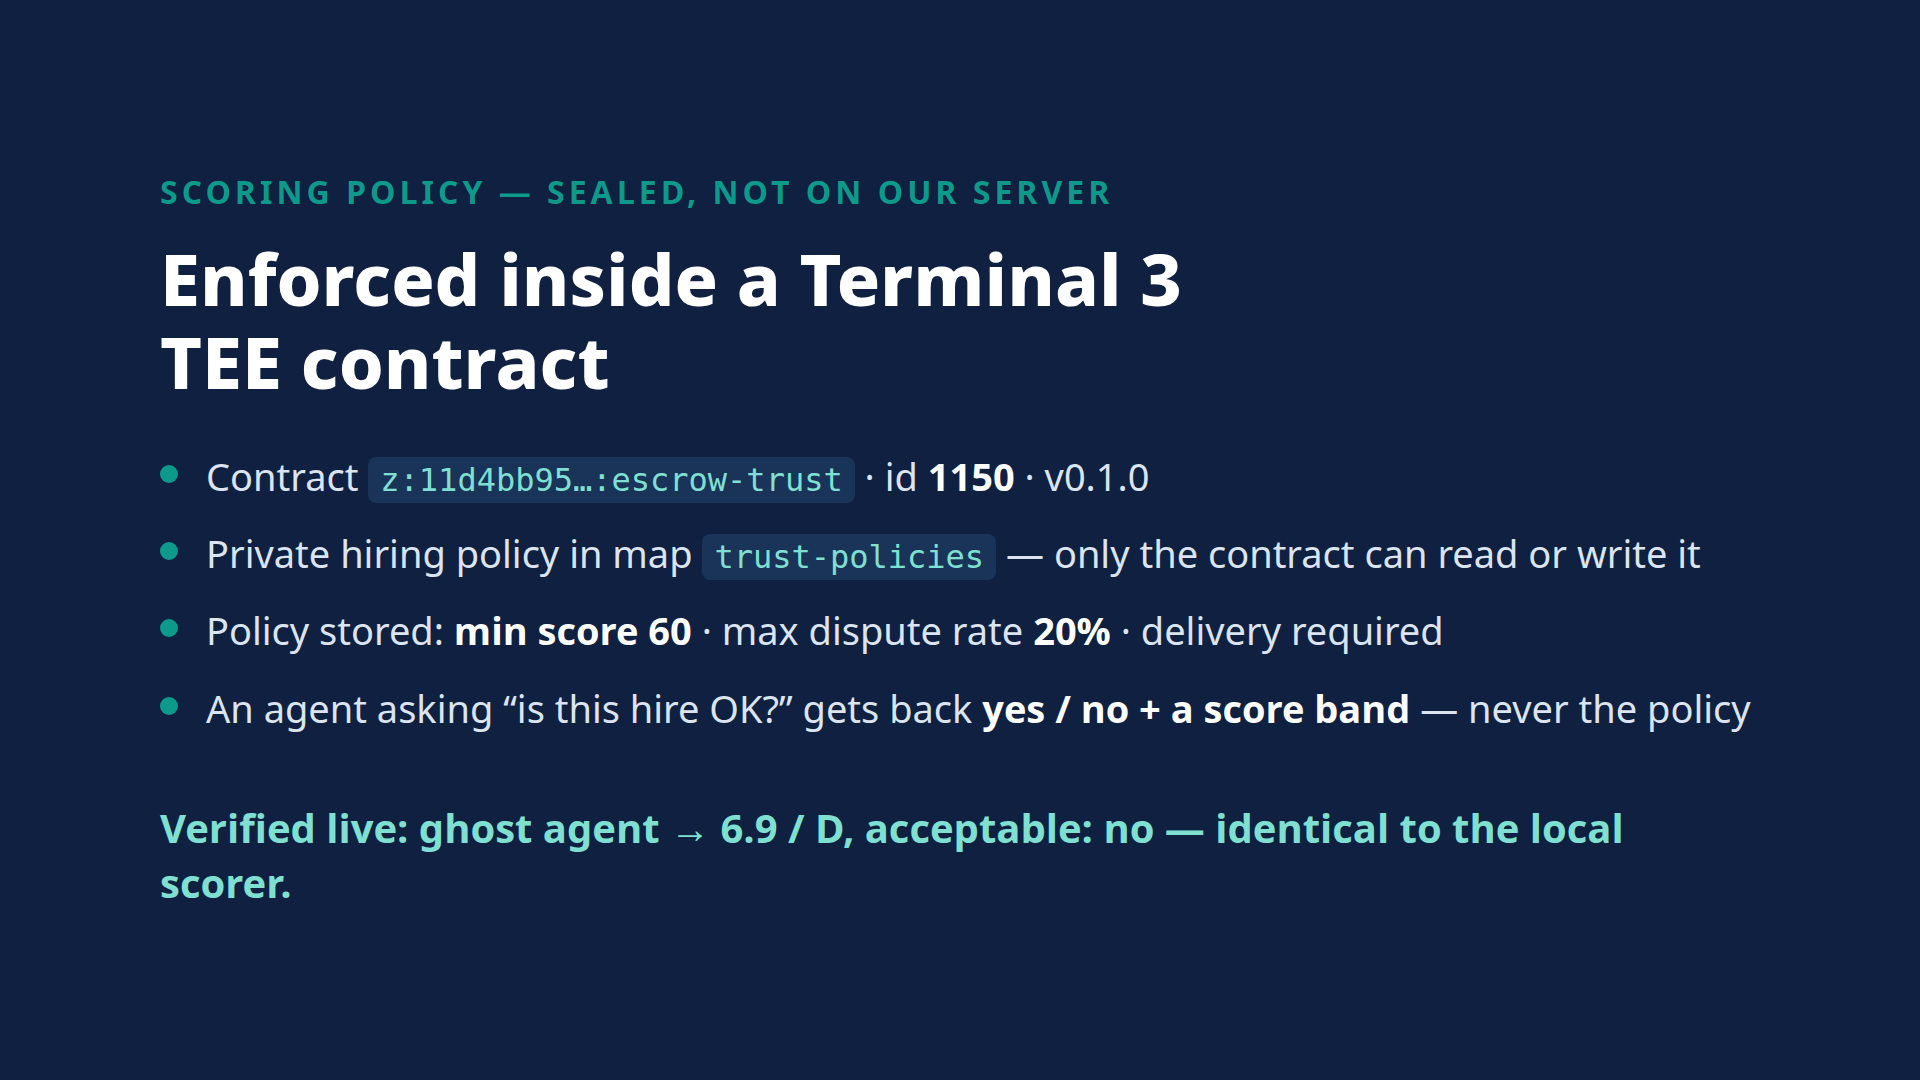 SCORING POLICY — SEALED, NOT ON OUR SERVER
Enforced inside a Terminal 3
TEE contract
Contract z:11d4bb95…:escrow-trust · id 1150 · v0.1.0
Private hiring policy in map trust-policies — only the contract can read or write it
Policy stored: min score 60 · max dispute rate 20% · delivery required
An agent asking “is this hire OK?” gets back yes / no + a score band — never the policy
Verified live: ghost agent → 6.9 / D, acceptable: no — identical to the local
scorer.